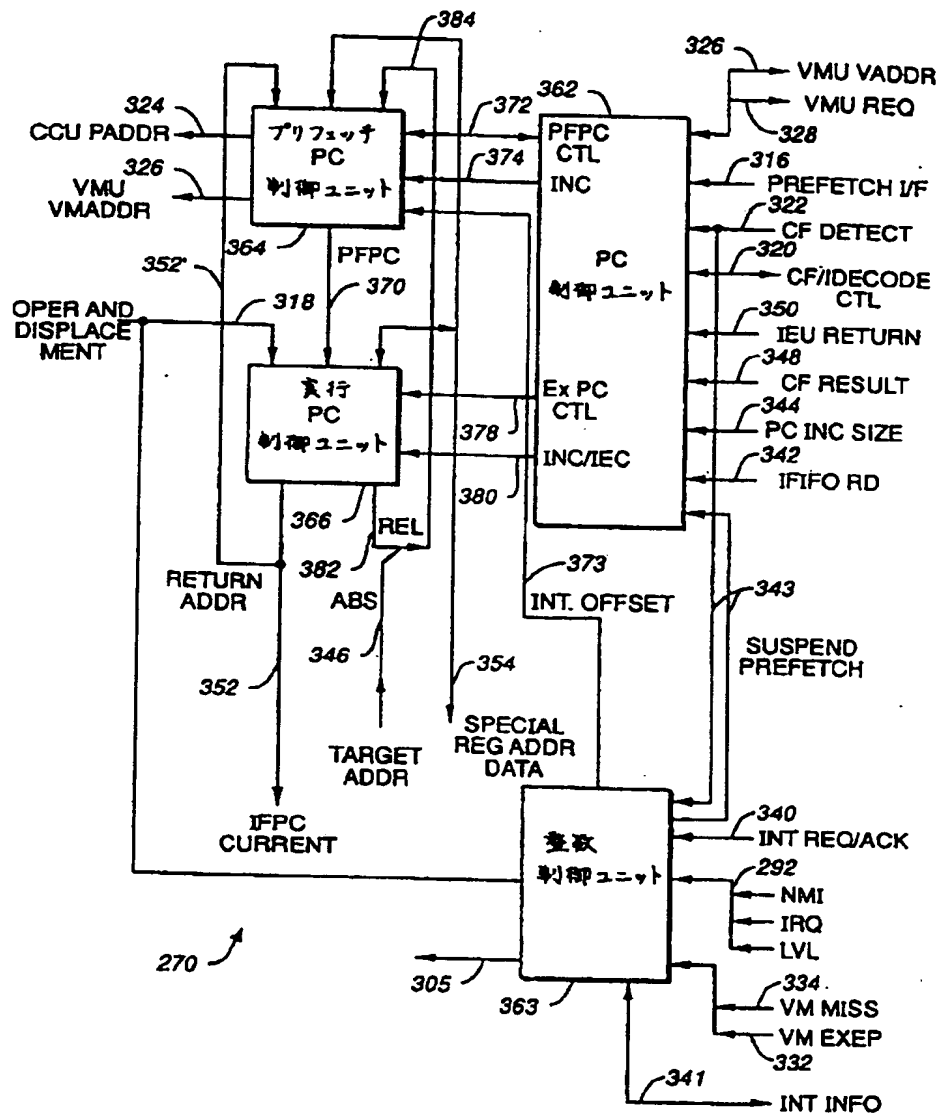 384
326
VMU VADDR
362
VMU REQ
328
324
CCU PADDR
プリフェッチ
PC
制御ユニット
372
PFPC
CTL
374
INC
316
PREFETCH I/F
326
VMU
VMADDR
322
CF DETECT
364
PFPC
352'
370
PC
制御ユニット
320
CF/IDECODE
CTL
OPER AND
DISPLACE
MENT
318
350
IEU RETURN
348
CF RESULT
実行
PC
制御ユニット
Ex PC
CTL
378
344
PC INC SIZE
INC/IEC
380
342
IFIFO RD
366
REL
382
373
RETURN
ADDR
ABS
INT. OFFSET
343
346
SUSPEND
PREFETCH
352
354
TARGET
ADDR
SPECIAL
REG ADDR
DATA
IFPC
CURRENT
整数
制御ユニット
340
INT REQ/ACK
292
NMI
IRQ
LVL
270
305
363
334
VM MISS
VM EXEP
332
341
INT INFO